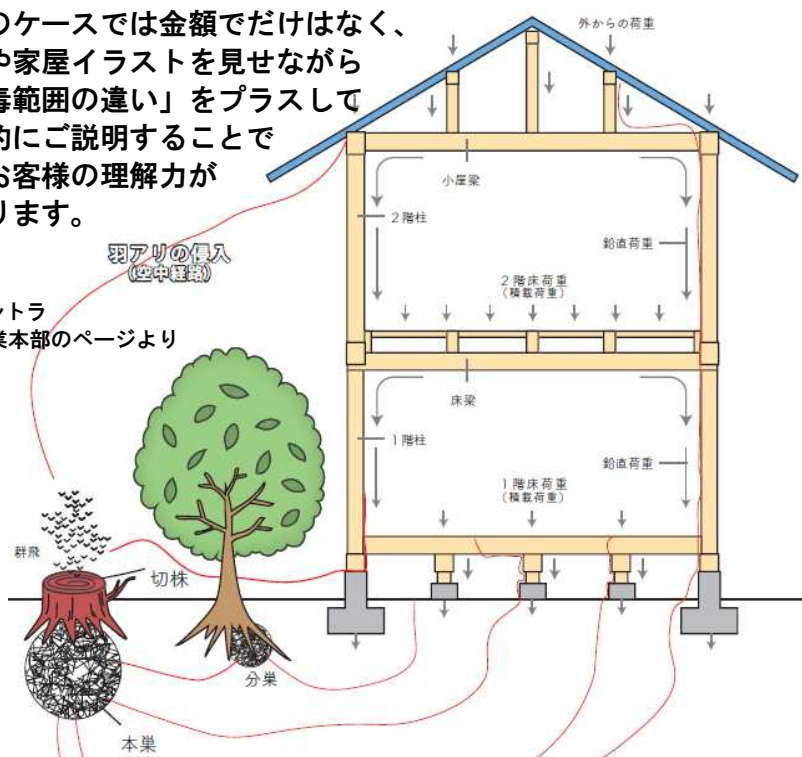 のケースでは金額でだけはなく、
や家屋イラストを見せながら
毒範囲の違い」をプラスして
的にご説明することで
お客様の理解力が
ります。
外からの荷重
小屋梁
2階柱
羽アリの侵入
(空中経路)
鉛直荷重
2階床荷重
(積載荷重)
ントラ
業本部のページより
床梁
1階柱
鉛直荷重
1階床荷重
(積載荷重)
群飛
切株
分巣
本巣